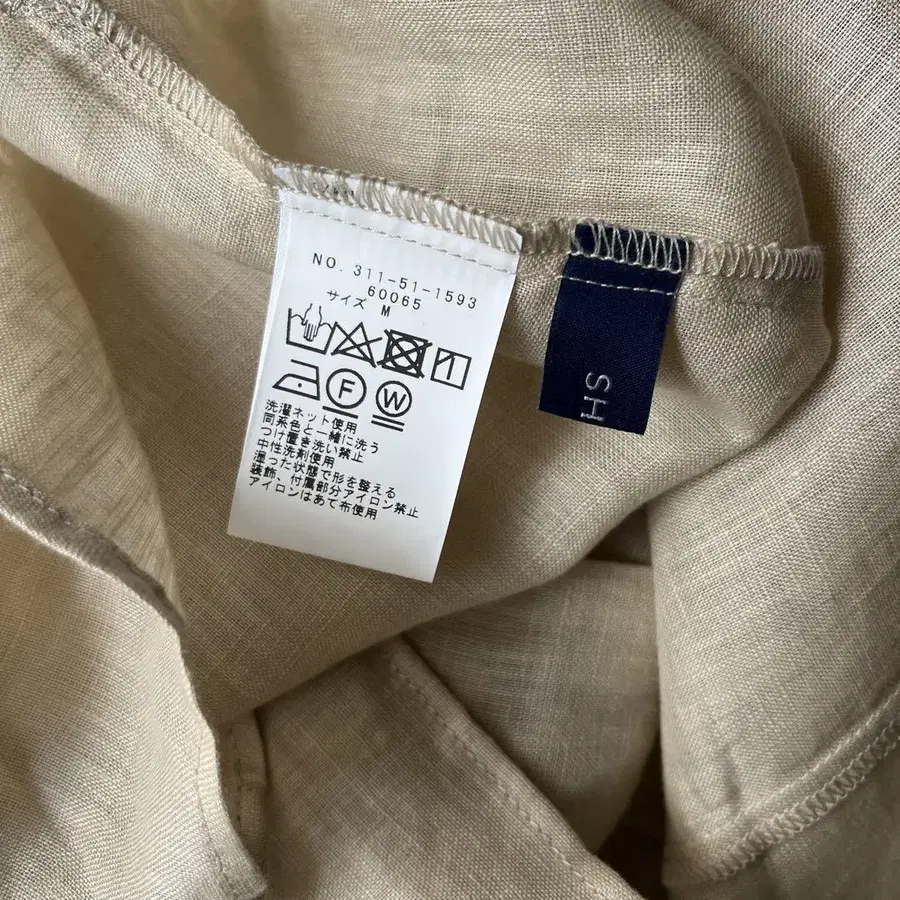 NO. 311-51-1593
60065
サイズ M
F
W
洗濯ネット使用
同系色と一緒に洗う
つけ置き洗い禁止
中性洗剤使用
湿った状態で形を整える
装飾、付属部分アイロン禁止
アイロンはあて布使用
SH